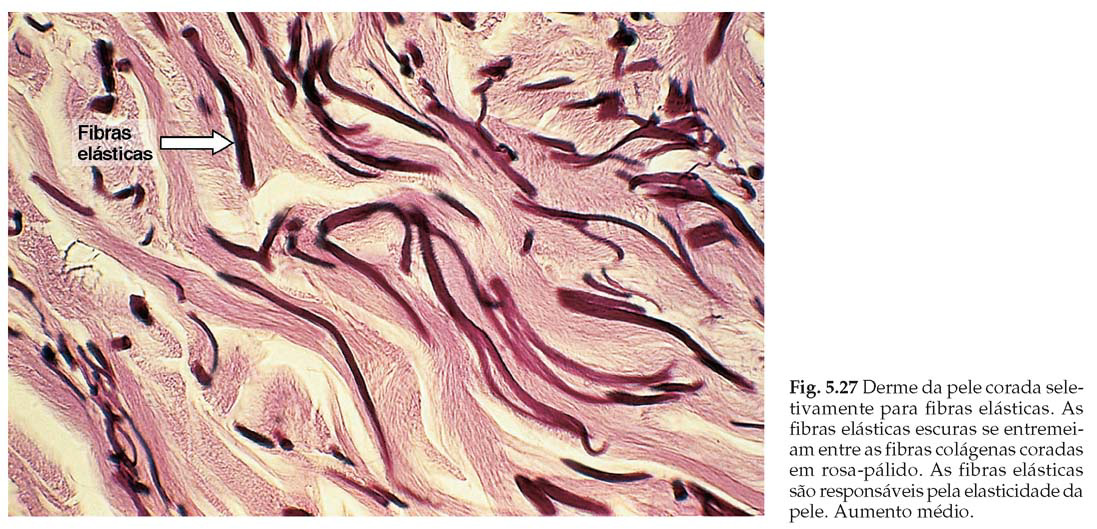 Fibras
elásticas
Fig. 5.27 Derme da pele corada sele-
tivamente para fibras elásticas. As
fibras elásticas escuras se entremei-
am entre as fibras colágenas coradas
em rosa-pálido. As fibras elásticas
são responsáveis pela elasticidade da
pele. Aumento médio.